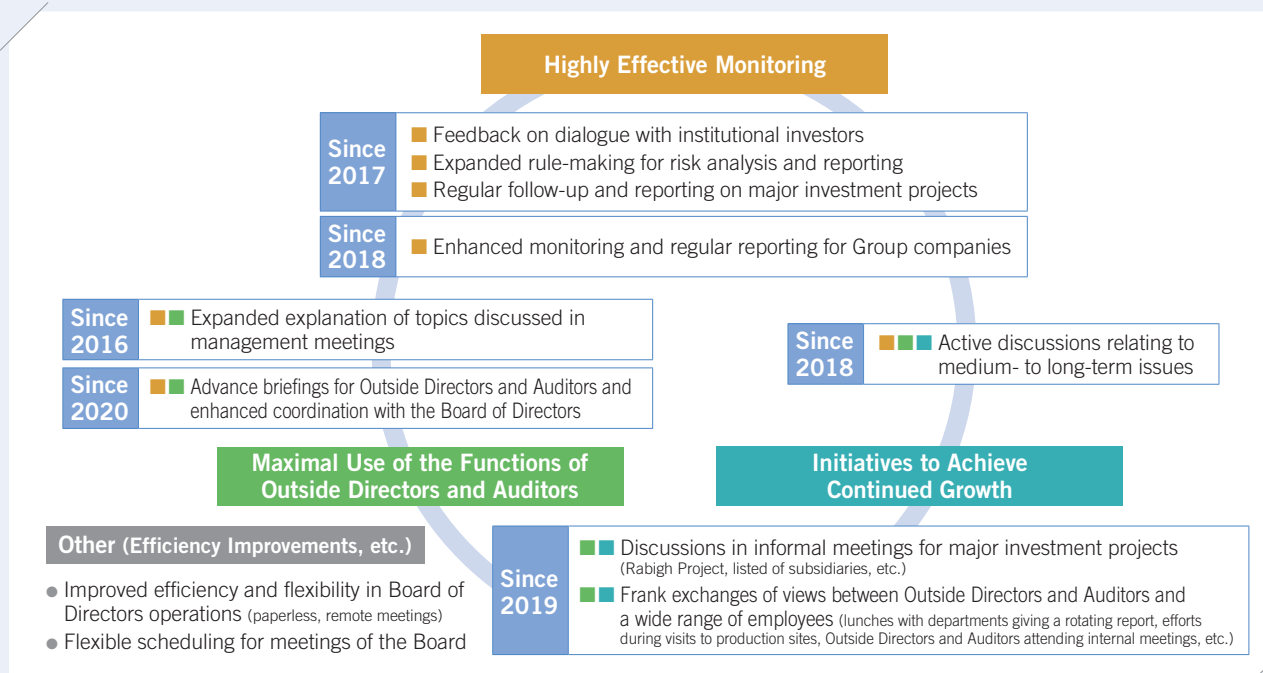 Highly Effective Monitoring
Since
2017
Feedback on dialogue with institutional investors
Expanded rule-making for risk analysis and reporting
Regular follow-up and reporting on major investment projects
Since
2018
Enhanced monitoring and regular reporting for Group companies
Since
2016
Expanded explanation of topics discussed in
management meetings
Since
2020
Advance briefings for Outside Directors and Auditors and
enhanced coordination with the Board of Directors
Since
2018
Active discussions relating to
medium- to long-term issues
Maximal Use of the Functions of
Outside Directors and Auditors
Initiatives to Achieve
Continued Growth
Other (Efficiency Improvements, etc.)
● Improved efficiency and flexibility in Board of
Directors operations (paperless, remote meetings)
● Flexible scheduling for meetings of the Board
Since
2019
Discussions in informal meetings for major investment projects
(Rabigh Project, listed of subsidiaries, etc.)
Frank exchanges of views between Outside Directors and Auditors and
a wide range of employees (lunches with departments giving a rotating report, efforts
during visits to production sites, Outside Directors and Auditors attending internal meetings, etc.)